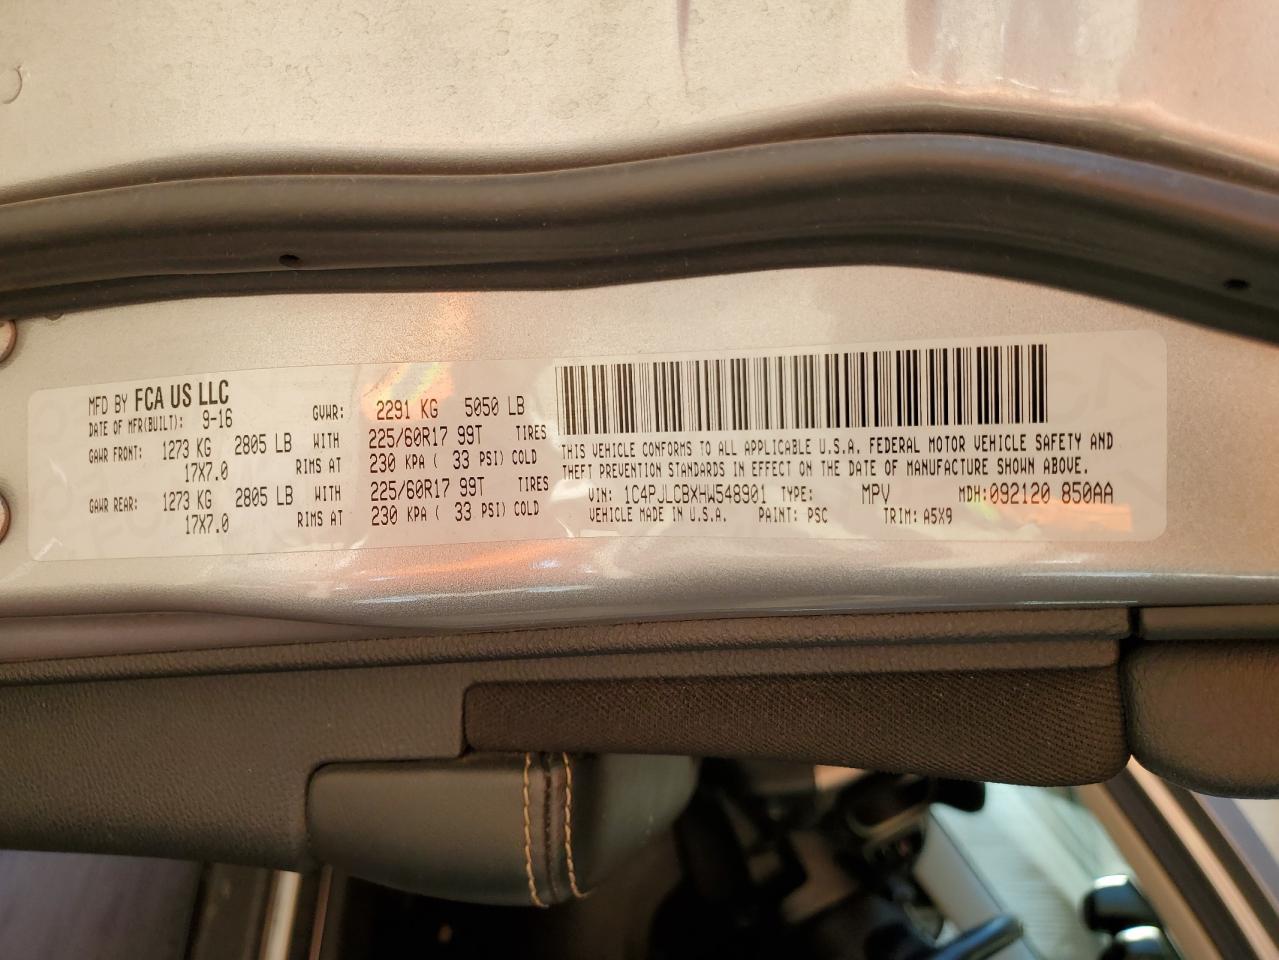 MFD BY FCA US LLC
DATE OF MFR(BUILT): 9-16 GVWR: 2291 KG 5050 LB
GAWR FRONT: 1273 KG 2805 LB WITH 225/60R17 99T TIRES
17X7.0 RIMS AT 230 KPA ( 33 PSI) COLD
GAWR REAR: 1273 KG 2805 LB WITH 225/60R17 99T TIRES
17X7.0 RIMS AT 230 KPA ( 33 PSI) COLD
THIS VEHICLE CONFORMS TO ALL APPLICABLE U.S.A. FEDERAL MOTOR VEHICLE SAFETY AND
THEFT PREVENTION STANDARDS IN EFFECT ON THE DATE OF MANUFACTURE SHOWN ABOVE.
VIN: 1C4PJLCBXHW548901 TYPE: MPV MDH:092120 850AA
VEHICLE MADE IN U.S.A. PAINT: PSC TRIM: A5X9